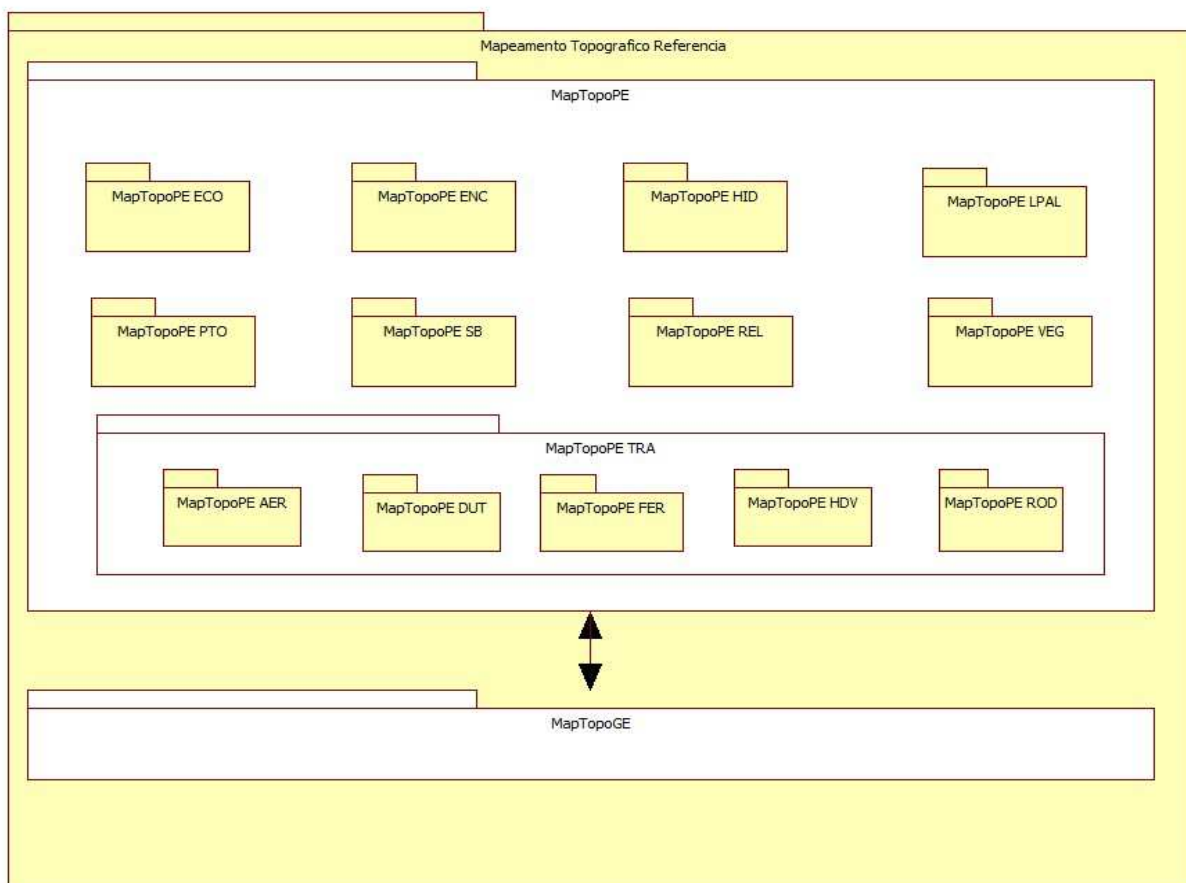 Mapeamento Topografico Referencia
MapTopoPE
MapTopoPE ECO
MapTopoPE ENC
MapTopoPE HID
MapTopoPE LPAL
MapTopoPE PTO
MapTopoPE SB
MapTopoPE REL
MapTopoPE VEG
MapTopoPE TRA
MapTopoPE AER
MapTopoPE DUT
MapTopoPE FER
MapTopoPE HDV
MapTopoPE ROD
MapTopoGE